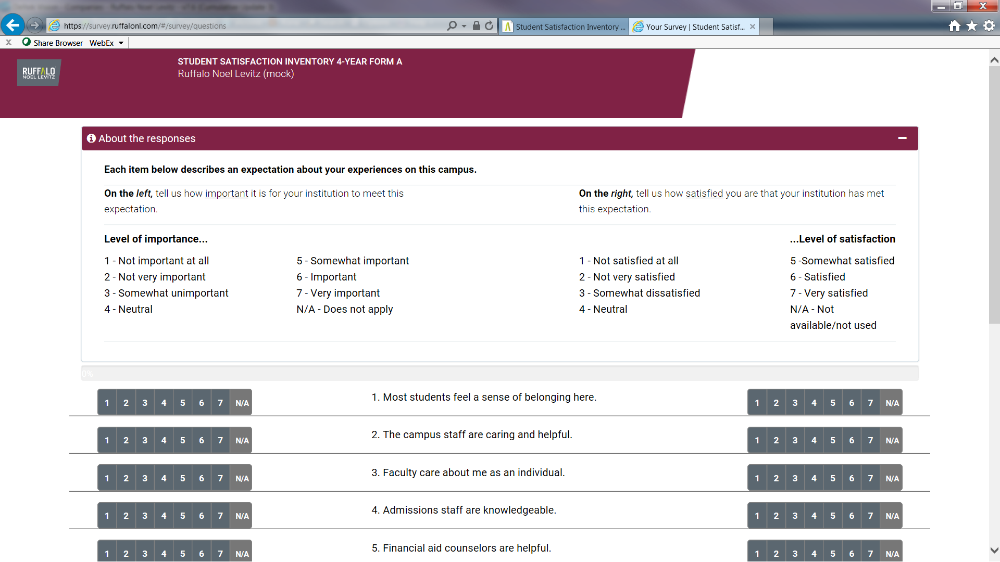 https://survey.ruffalonl.com/#/survey/questions
Student Satisfaction Inventory ...
Your Survey | Student Satisf...
x Share Browser WebEx
RUFFALO
NOEL LEVITZ
STUDENT SATISFACTION INVENTORY 4-YEAR FORM A
Ruffalo Noel Levitz (mock)
About the responses
Each item below describes an expectation about your experiences on this campus.
On the left, tell us how important it is for your institution to meet this
expectation.
On the right, tell us how satisfied you are that your institution has met
this expectation.
Level of importance...
1 - Not important at all
2 - Not very important
3 - Somewhat unimportant
4 - Neutral
5 - Somewhat important
6 - Important
7 - Very important
N/A - Does not apply
...Level of satisfaction
1 - Not satisfied at all
2 - Not very satisfied
3 - Somewhat dissatisfied
4 - Neutral
5 -Somewhat satisfied
6 - Satisfied
7 - Very satisfied
N/A - Not
available/not used
0%
1 2 3 4 5 6 7 N/A 1. Most students feel a sense of belonging here. 1 2 3 4 5 6 7 N/A
1 2 3 4 5 6 7 N/A 2. The campus staff are caring and helpful. 1 2 3 4 5 6 7 N/A
1 2 3 4 5 6 7 N/A 3. Faculty care about me as an individual. 1 2 3 4 5 6 7 N/A
1 2 3 4 5 6 7 N/A 4. Admissions staff are knowledgeable. 1 2 3 4 5 6 7 N/A
1 2 3 4 5 6 7 N/A 5. Financial aid counselors are helpful. 1 2 3 4 5 6 7 N/A